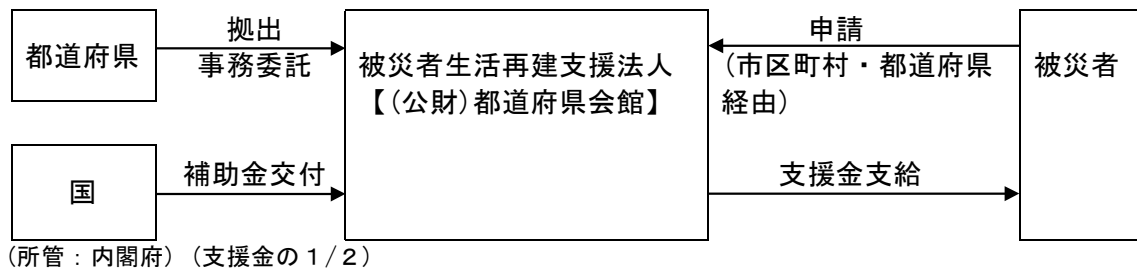 都道府県
拠出
事務委託
被災者生活再建支援法人
【(公財)都道府県会館】
申請
(市区町村・都道府県
経由)
被災者
国
補助金交付
支援金支給
(所管:内閣府)(支援金の1/2)